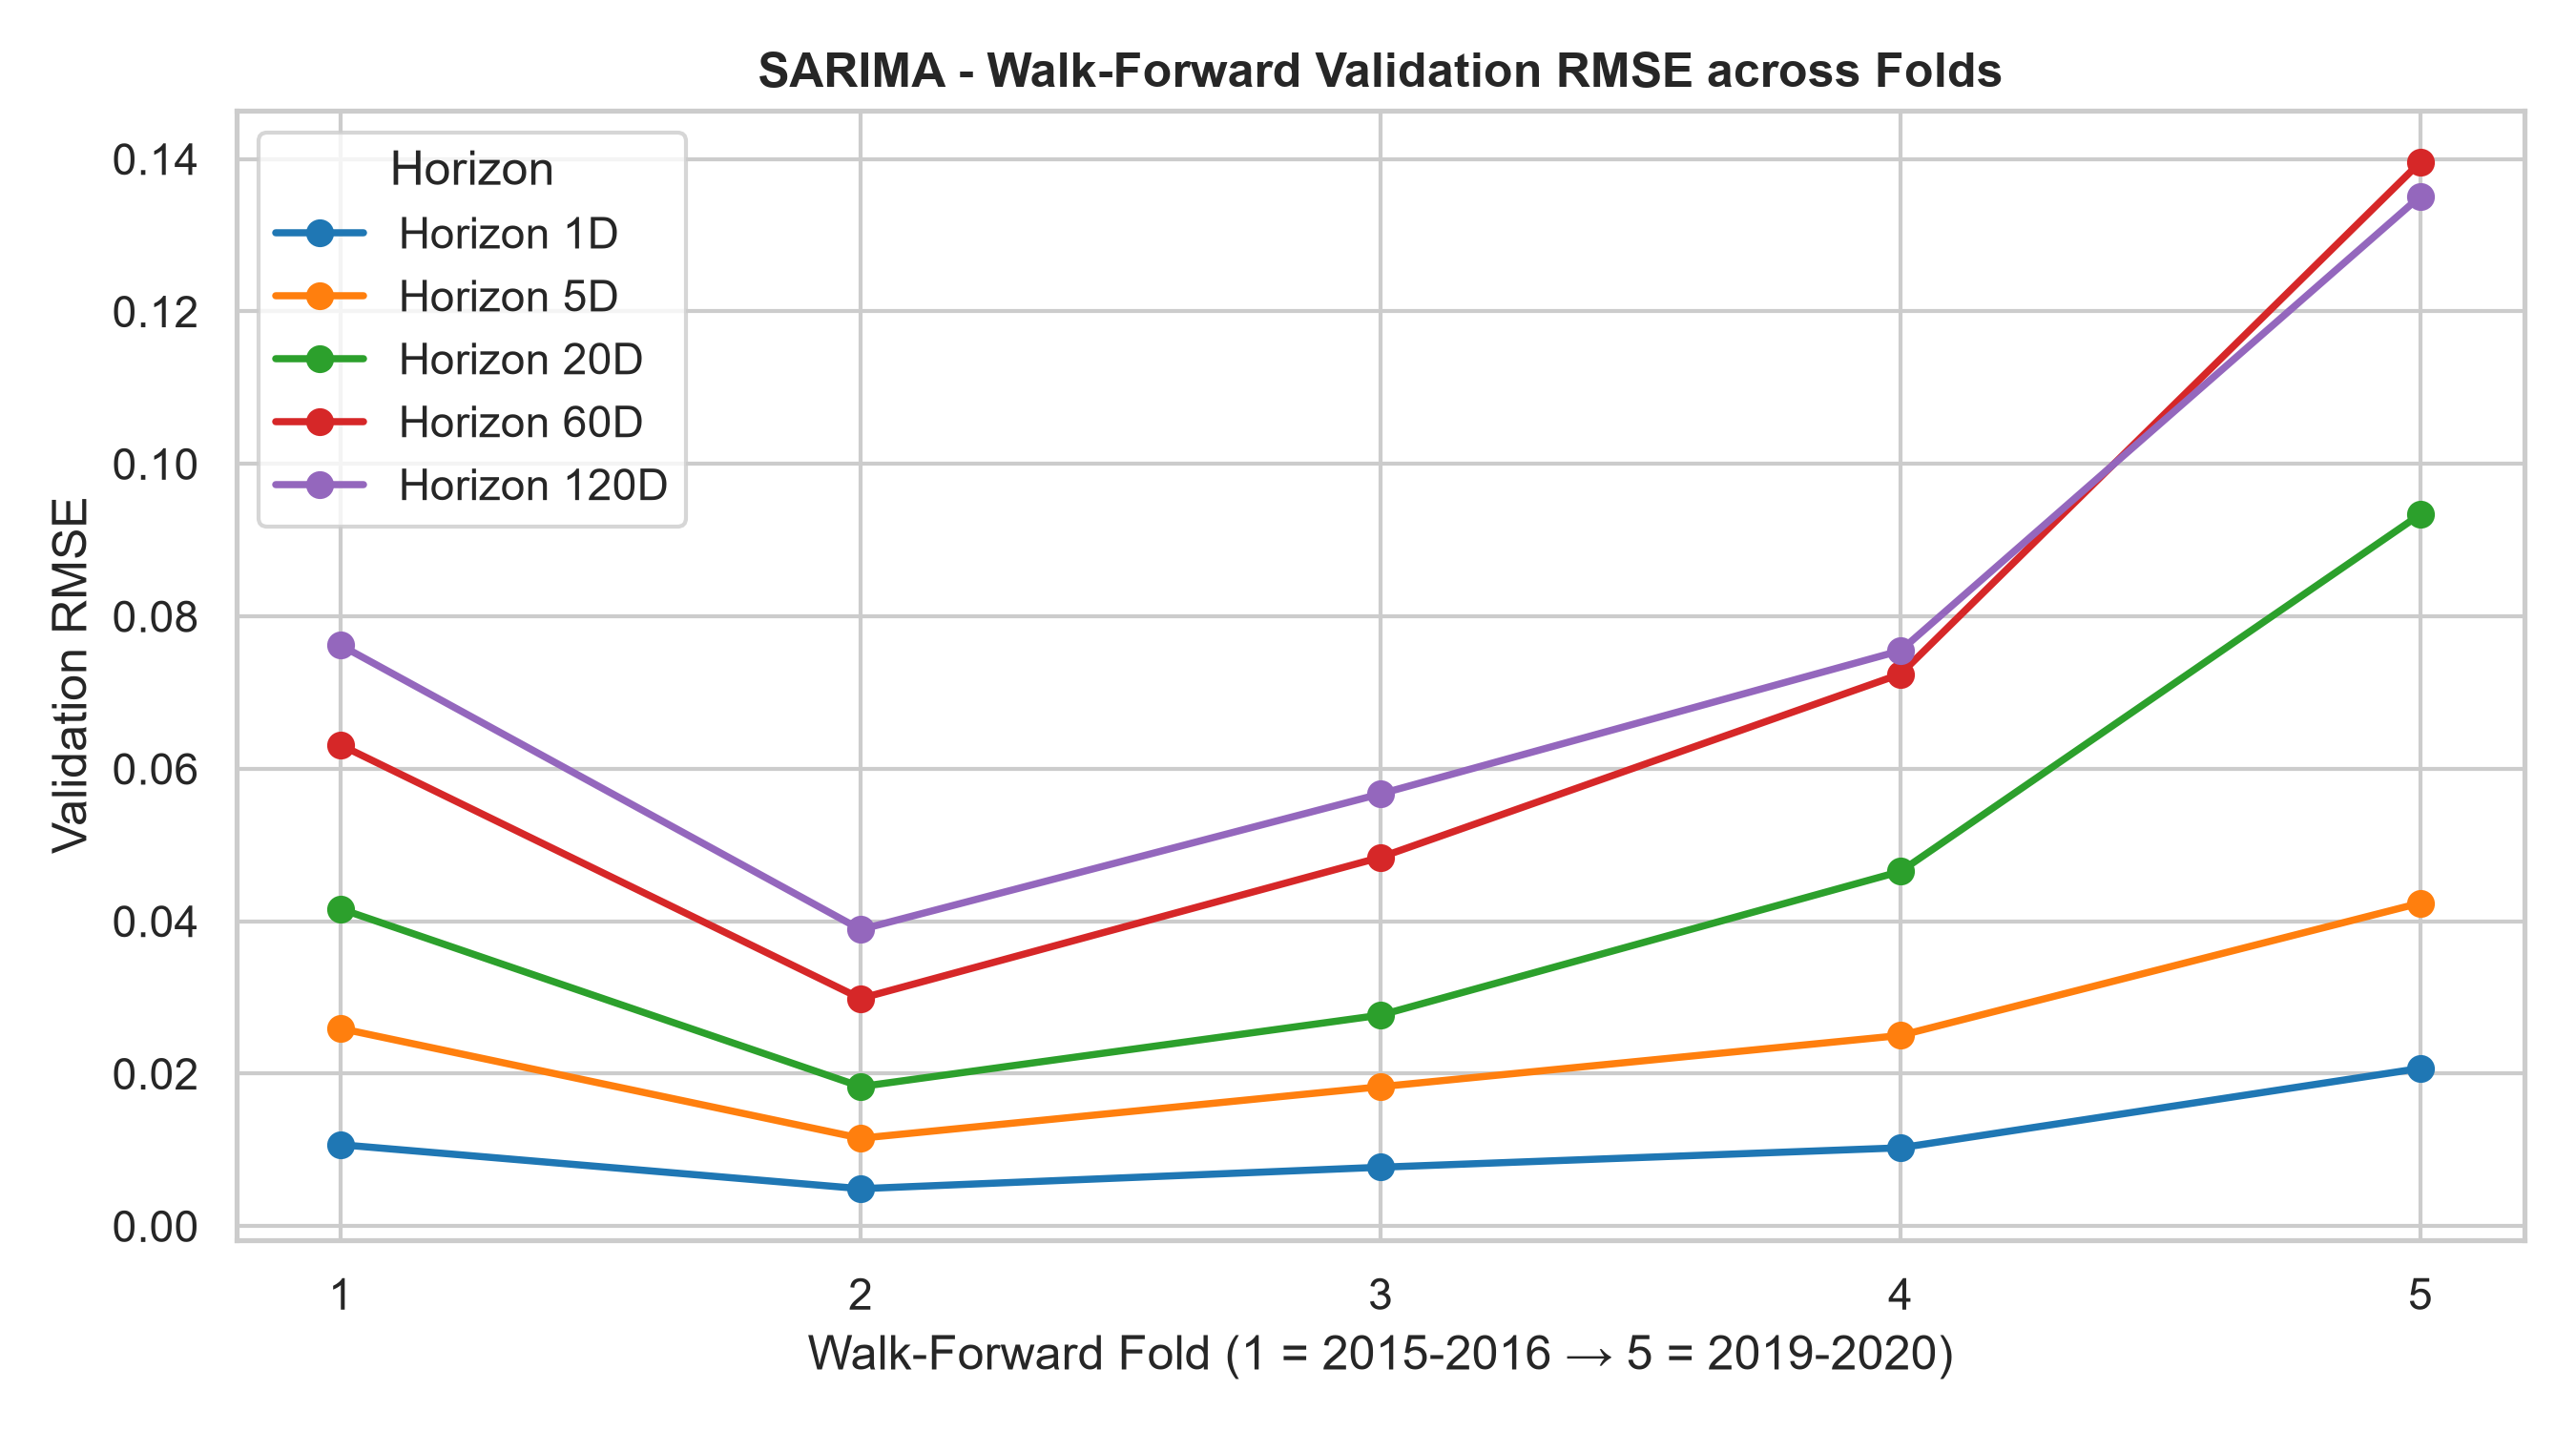 SARIMA - Walk-Forward Validation RMSE across Folds
Horizon
Horizon 1D
Horizon 5D
Horizon 20D
Horizon 60D
Horizon 120D
Validation RMSE
0.14
0.12
0.10
0.08
0.06
0.04
0.02
0.00
1 2 3 4 5
Walk-Forward Fold (1 = 2015-2016 → 5 = 2019-2020)